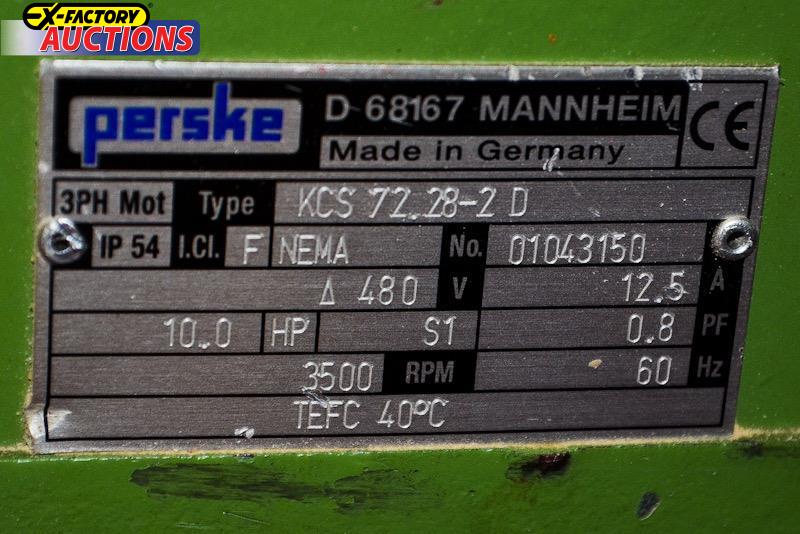 EX-FACTORY
AUCTIONS
perske
D-68167 MANNHEIM
Made in Germany
CE
3PH Mot Type KCS 72.28-2 D
IP 54 I.Cl. F NEMA No. 01043150
Δ 480 V 12.5 A
10.0 HP S1 0.8 PF
3500 RPM 60 Hz
TEFC 40°C